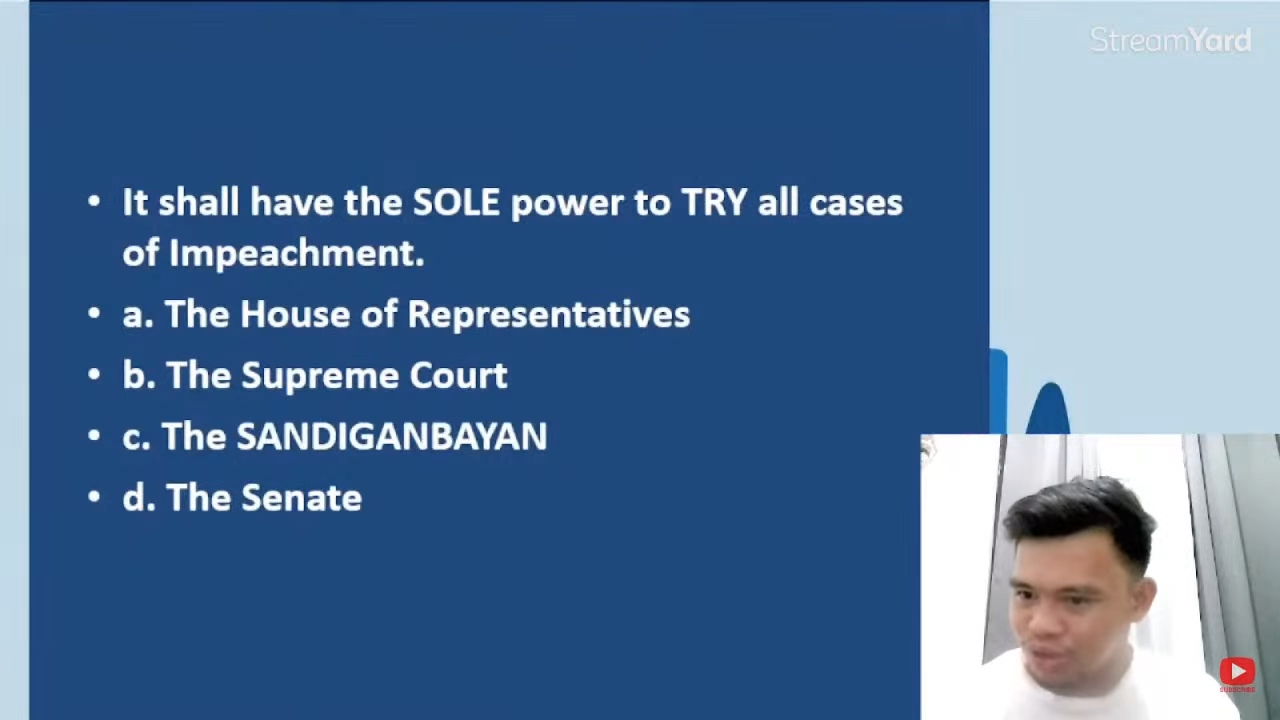 StreamYard
• It shall have the SOLE power to TRY all cases
of Impeachment.
• a. The House of Representatives
• b. The Supreme Court
• c. The SANDIGANBAYAN
• d. The Senate
SUBSCRIBE